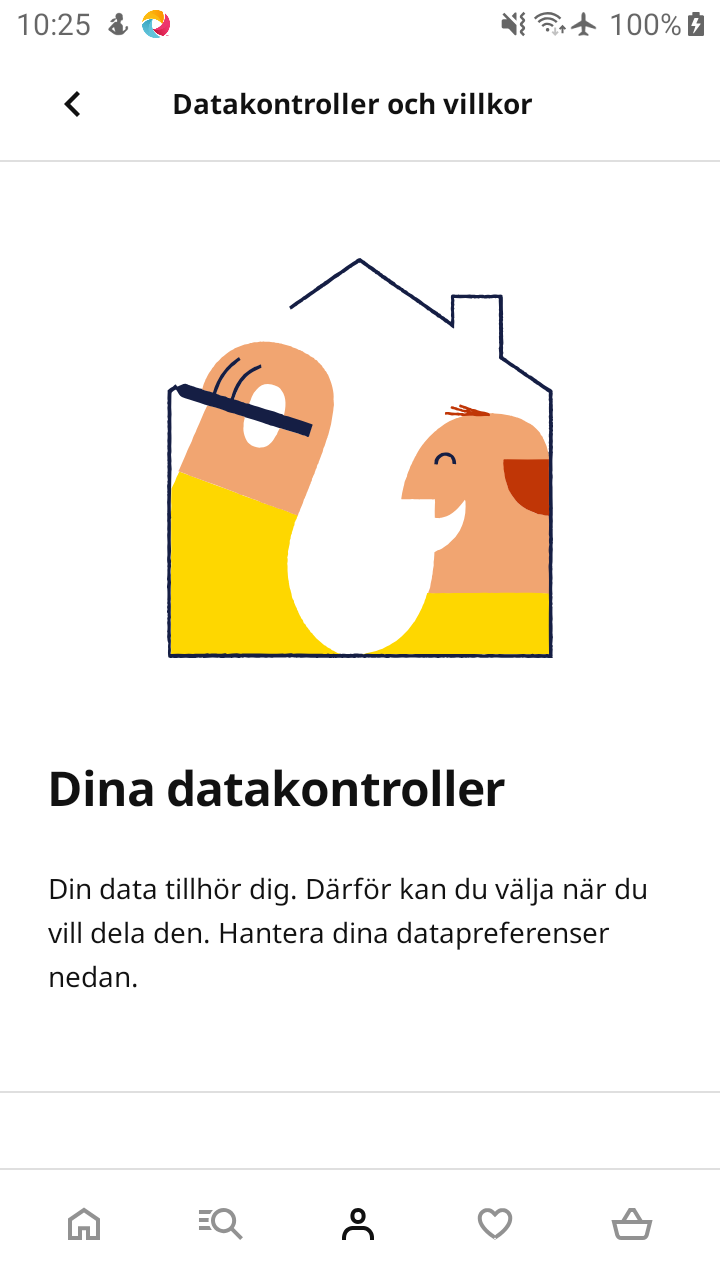 10:25
100%
Datakontroller och villkor
Dina datakontroller
Din data tillhör dig. Därför kan du välja när du
vill dela den. Hantera dina datapreferenser
nedan.